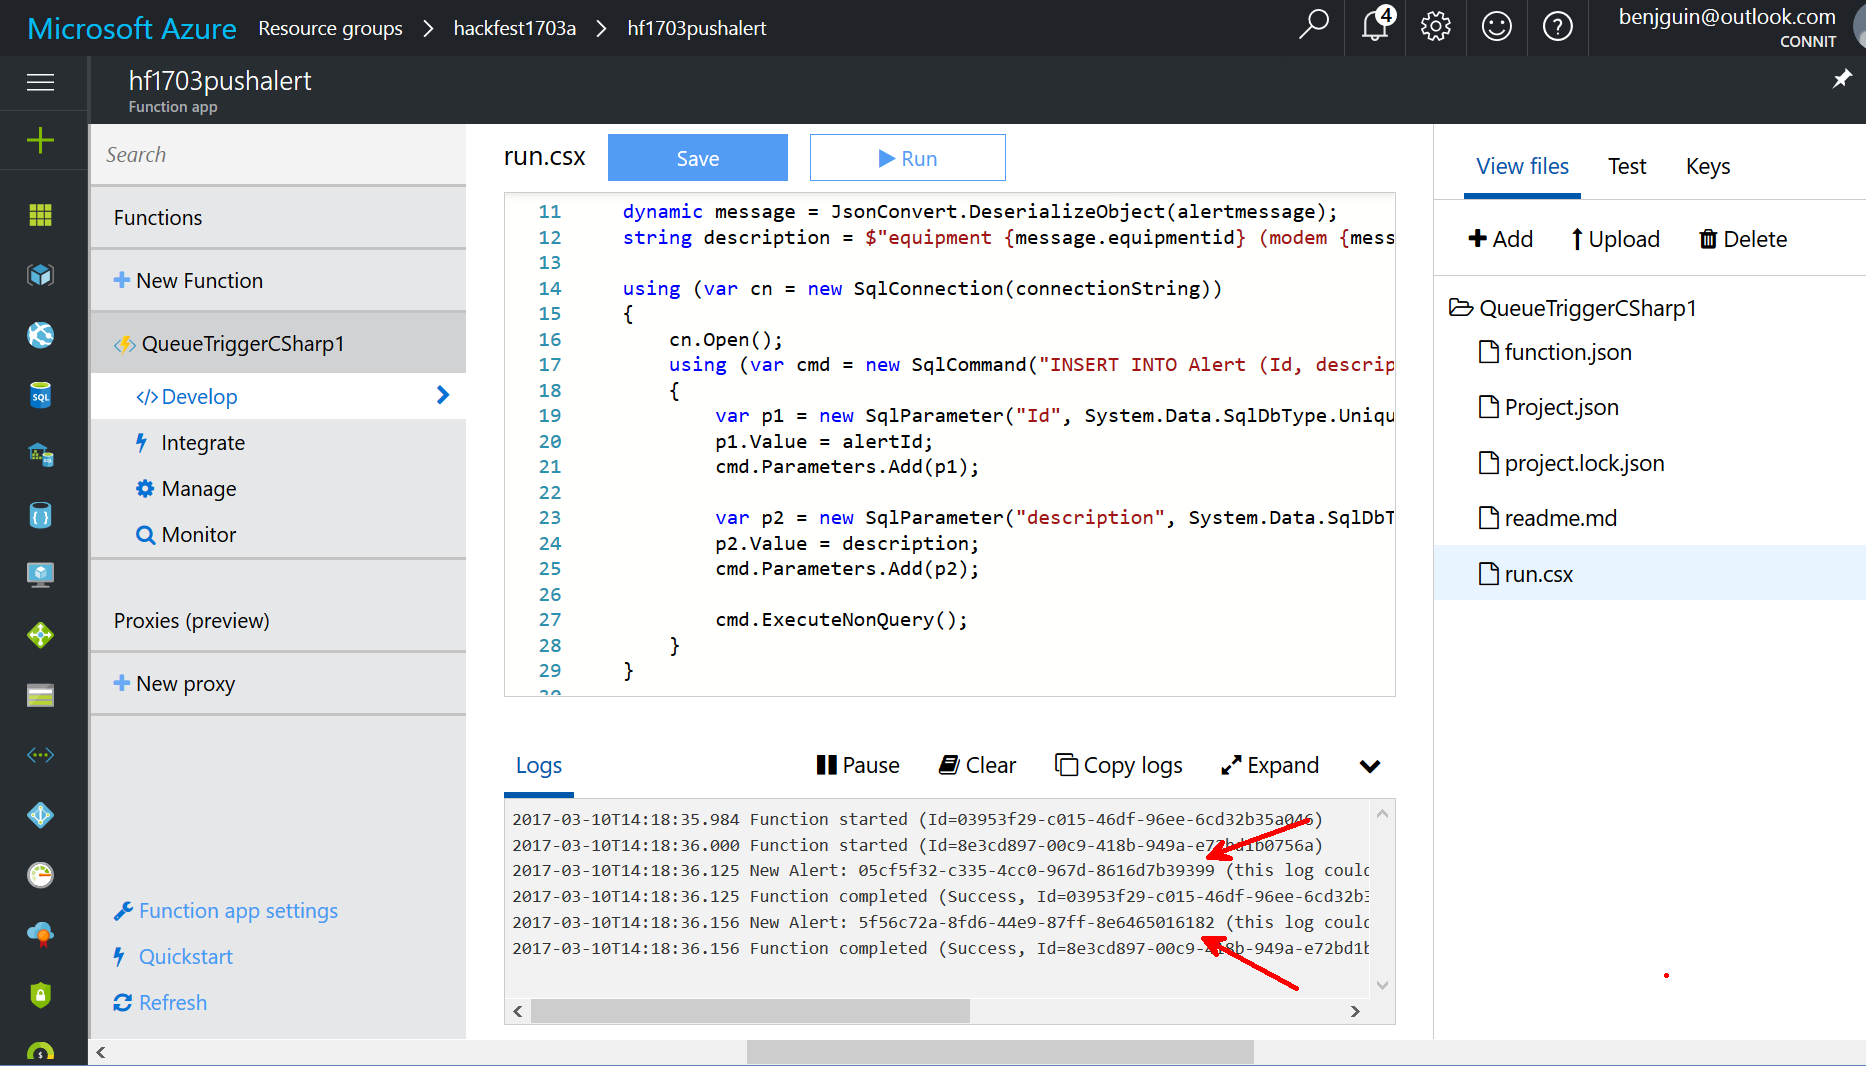 Microsoft Azure Resource groups > hackfest1703a > hf1703pushalert
4
benjguin@outlook.com
CONNIT
hf1703pushalert
Function app
Search
Functions
New Function
QueueTriggerCSharp1
</> Develop
Integrate
Manage
Monitor
Proxies (preview)
New proxy
Function app settings
Quickstart
Refresh
run.csx Save Run
11 dynamic message = JsonConvert.DeserializeObject(alertmessage);
12 string description = $"equipment {message.equipmentid} (modem {mess
13
14 using (var cn = new SqlConnection(connectionString))
15 {
16 cn.Open();
17 using (var cmd = new SqlCommand("INSERT INTO Alert (Id, descrip
18 {
19 var p1 = new SqlParameter("Id", System.Data.SqlDbType.Uniqu
20 p1.Value = alertId;
21 cmd.Parameters.Add(p1);
22
23 var p2 = new SqlParameter("description", System.Data.SqlDbT
24 p2.Value = description;
25 cmd.Parameters.Add(p2);
26
27 cmd.ExecuteNonQuery();
28 }
29 }
Logs Pause Clear Copy logs Expand
2017-03-10T14:18:35.984 Function started (Id=03953f29-c015-46df-96ee-6cd32b35a046)
2017-03-10T14:18:36.000 Function started (Id=8e3cd897-00c9-418b-949a-e72bd1b0756a)
2017-03-10T14:18:36.125 New Alert: 05cf5f32-c335-4cc0-967d-8616d7b39399 (this log could
2017-03-10T14:18:36.125 Function completed (Success, Id=03953f29-c015-46df-96ee-6cd32b3
2017-03-10T14:18:36.156 New Alert: 5f56c72a-8fd6-44e9-87ff-8e6465016182 (this log could
2017-03-10T14:18:36.156 Function completed (Success, Id=8e3cd897-00c9-418b-949a-e72bd1b
View files Test Keys
Add Upload Delete
QueueTriggerCSharp1
function.json
Project.json
project.lock.json
readme.md
run.csx
SQL